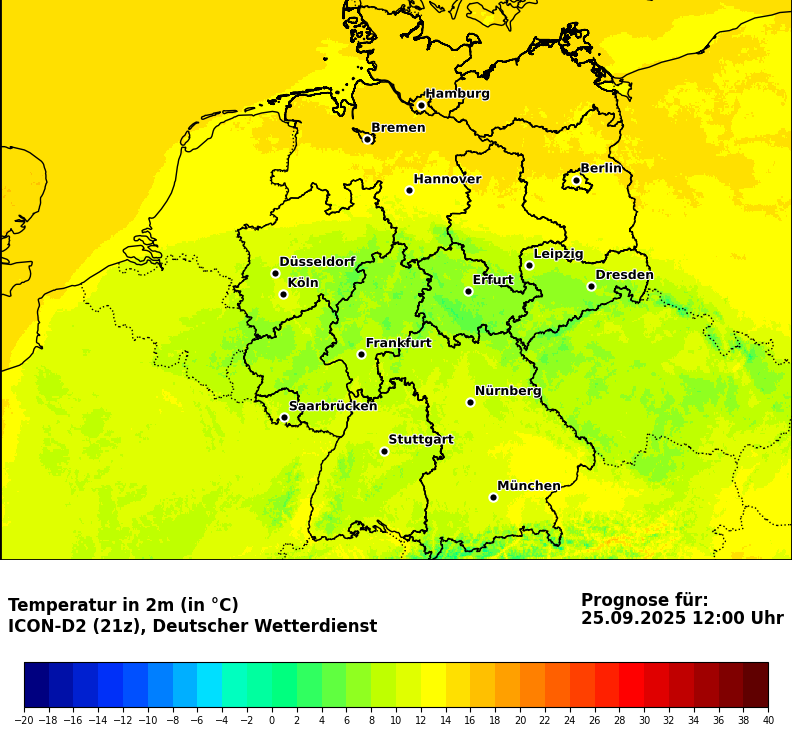 Hamburg
Bremen
Berlin
Hannover
Leipzig
Düsseldorf
Dresden
Erfurt
Köln
Frankfurt
Nürnberg
Saarbrücken
Stuttgart
München
Temperatur in 2m (in °C)
ICON-D2 (21z), Deutscher Wetterdienst
Prognose für:
25.09.2025 12:00 Uhr
−20 −18 −16 −14 −12 −10 −8 −6 −4 −2 0 2 4 6 8 10 12 14 16 18 20 22 24 26 28 30 32 34 36 38 40